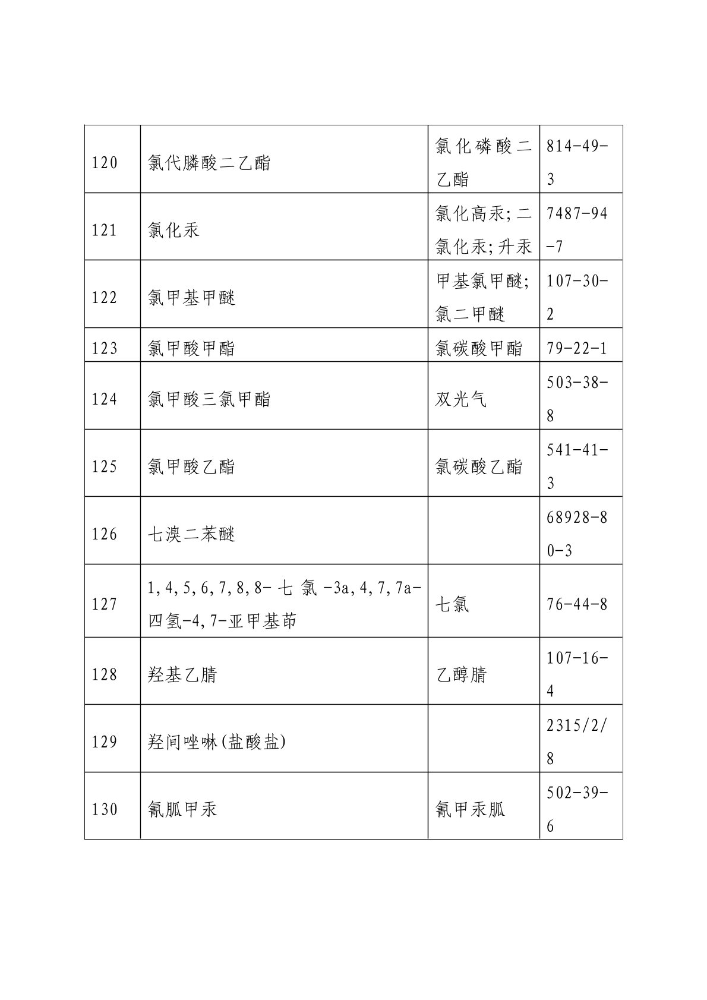 120 氯代膦酸二乙酯 氯化磷酸二 814-49-
乙酯 3
121 氯化汞 氯化高汞;二 7487-94
氯化汞;升汞 -7
122 氯甲基甲醚 甲基氯甲醚; 107-30-
氯二甲醚 2
123 氯甲酸甲酯 氯碳酸甲酯 79-22-1
124 氯甲酸三氯甲酯 双光气 503-38-
8
125 氯甲酸乙酯 氯碳酸乙酯 541-41-
3
126 七溴二苯醚 68928-8
0-3
127 1,4,5,6,7,8,8-七氯-3a,4,7,7a- 七氯 76-44-8
四氢-4,7-亚甲基茚
128 羟基乙腈 乙醇腈 107-16-
4
129 羟间唑啉(盐酸盐) 2315/2/
8
130 氰胍甲汞 氰甲汞胍 502-39-
6